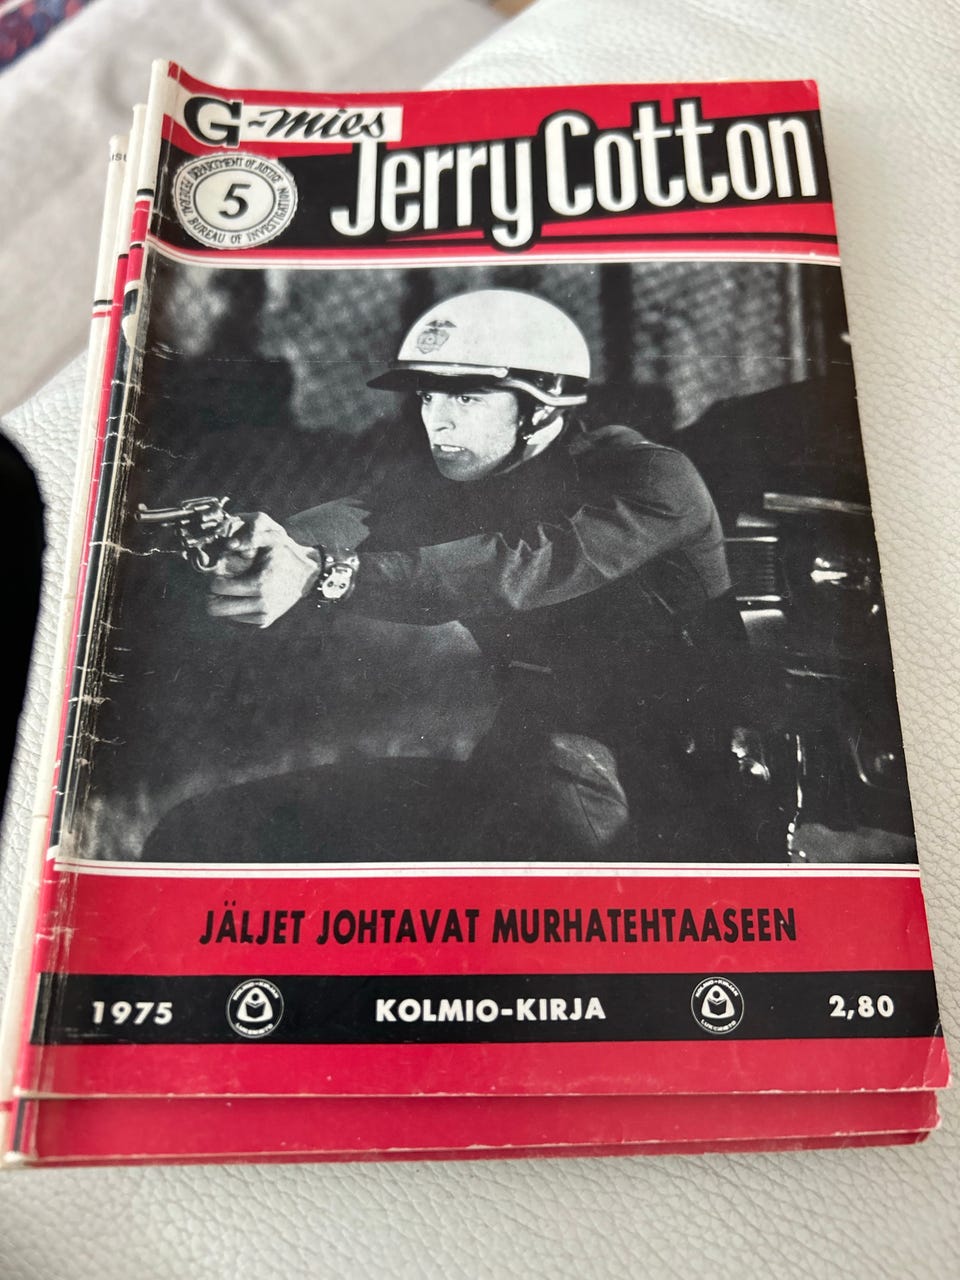 G-mies
Jerry Cotton
DEPARTMENT OF JUSTICE
5
FEDERAL BUREAU OF INVESTIGATION
JÄLJET JOHTAVAT MURHATEHTAASEEN
1975
KOLMIO-KIRJA
2,80